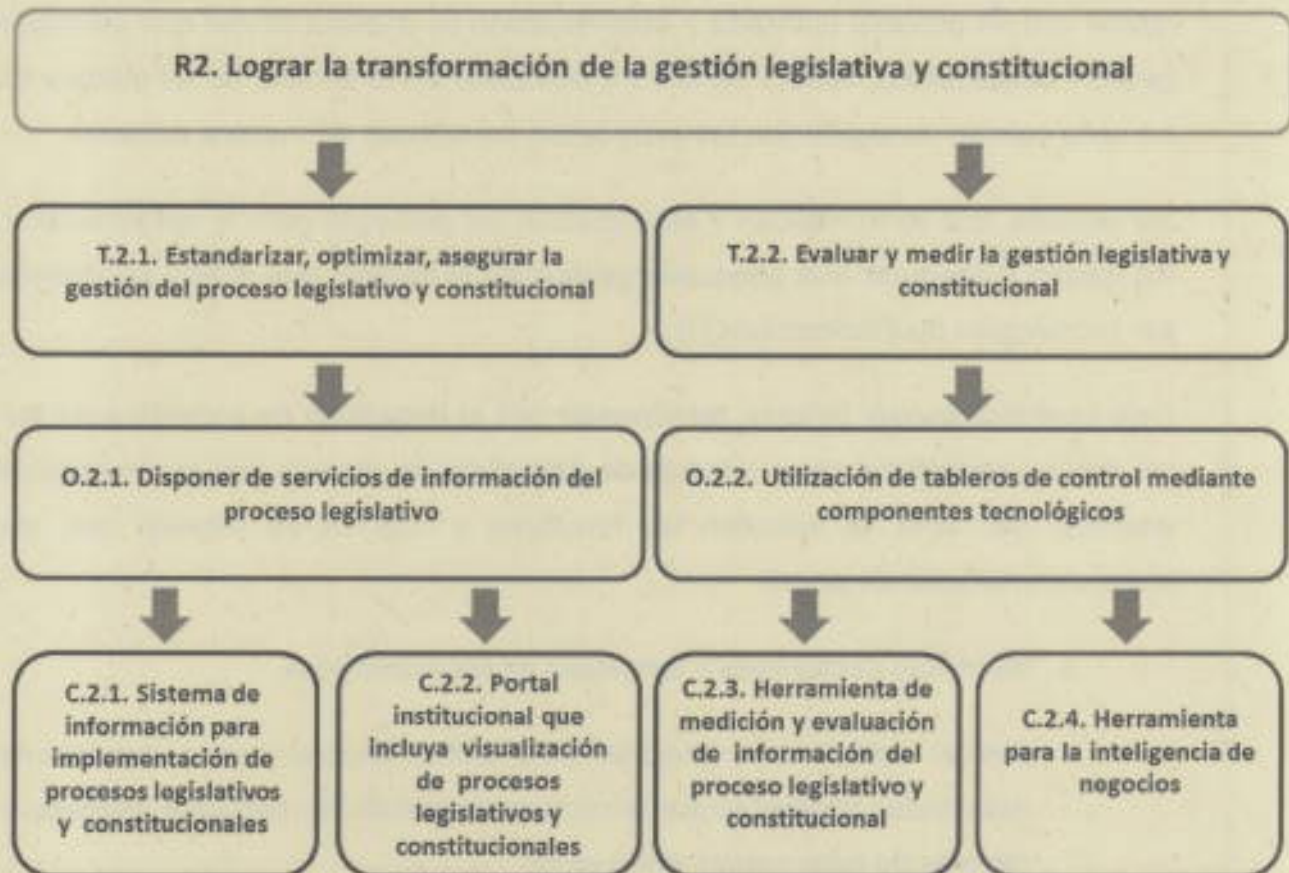 R2. Lograr la transformación de la gestión legislativa y constitucional
T.2.1. Estandarizar, optimizar, asegurar la
gestión del proceso legislativo y constitucional
T.2.2. Evaluar y medir la gestión legislativa y
constitucional
O.2.1. Disponer de servicios de información del
proceso legislativo
O.2.2. Utilización de tableros de control mediante
componentes tecnológicos
C.2.1. Sistema de
información para
implementación de
procesos legislativos
y constitucionales
C.2.2. Portal
institucional que
incluya visualización
de procesos
legislativos y
constitucionales
C.2.3. Herramienta de
medición y evaluación
de información del
proceso legislativo y
constitucional
C.2.4. Herramienta
para la inteligencia de
negocios